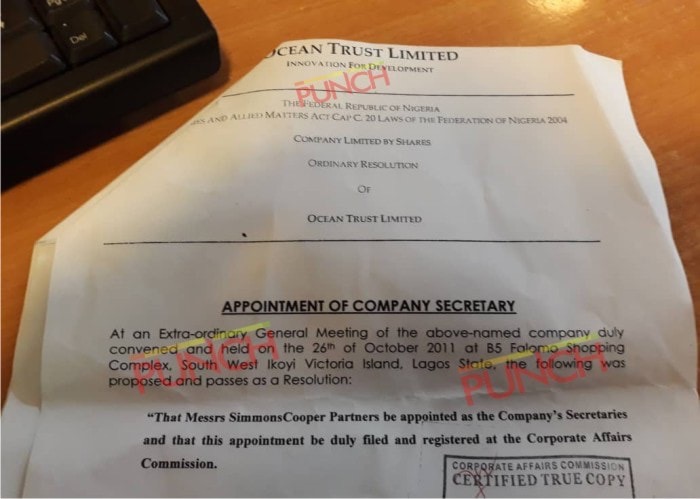 Del
OCEAN TRUST LIMITED
INNOVATION FOR DEVELOPMENT
PUNCH
THE FEDERAL REPUBLIC OF NIGERIA
AND ALLIED MATTERS ACT CAP C. 20 LAWS OF THE FEDERATION OF NIGERIA 2004
COMPANY LIMITED BY SHARES
ORDINARY RESOLUTION
OF
OCEAN TRUST LIMITED
APPOINTMENT OF COMPANY SECRETARY
At an Extra-ordinary General Meeting of the above-named company duly
convened and held on the 26th of October 2011 at B5 Falomo Shopping
Complex, South West Ikoyi Victoria Island, Lagos State, the following was
proposed and passes as a Resolution:
PUNCH
PUNCH
"That Messrs SimmonsCooper Partners be appointed as the Company's Secretaries
and that this appointment be duly filed and registered at the Corporate Affairs
Commission.
CORPORATE AFFAIRS COMMISSION
CERTIFIED TRUE COPY